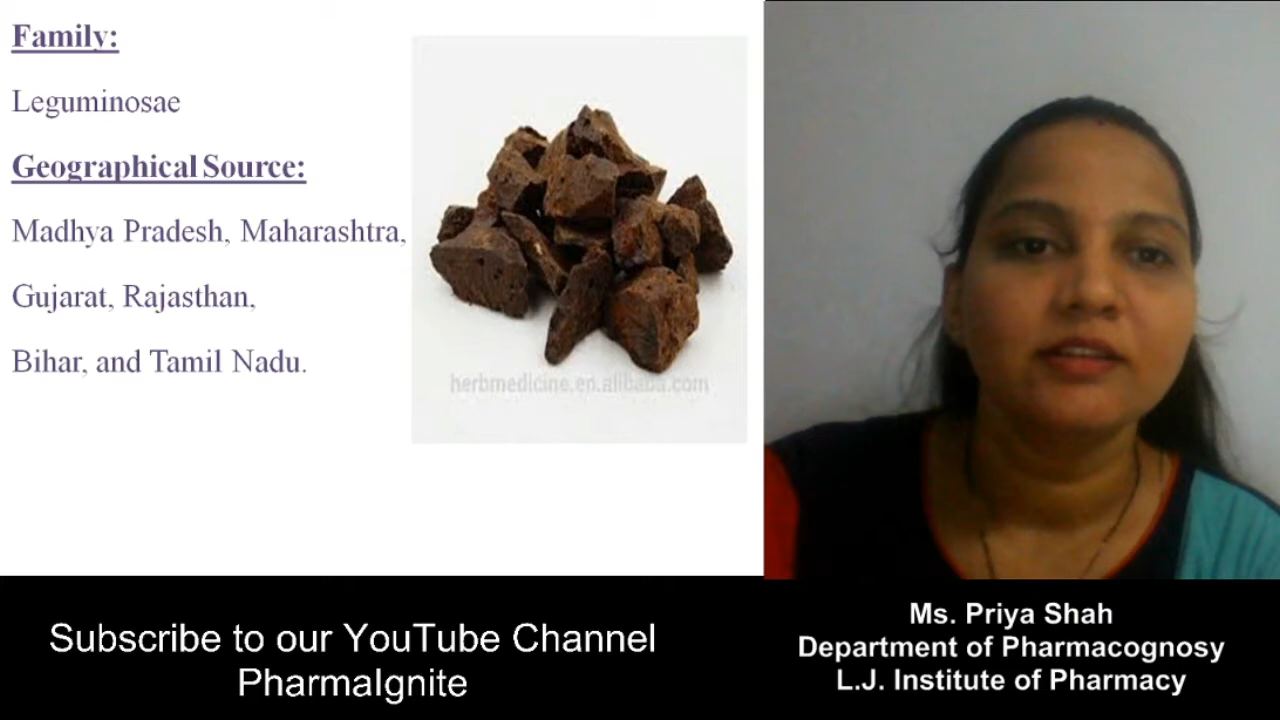 Family:
Leguminosae
Geographical Source:
Madhya Pradesh, Maharashtra,
Gujarat, Rajasthan,
Bihar, and Tamil Nadu.
herbmedicine.en.alibaba.com
Subscribe to our YouTube Channel
PharmaIgnite
Ms. Priya Shah
Department of Pharmacognosy
L.J. Institute of Pharmacy